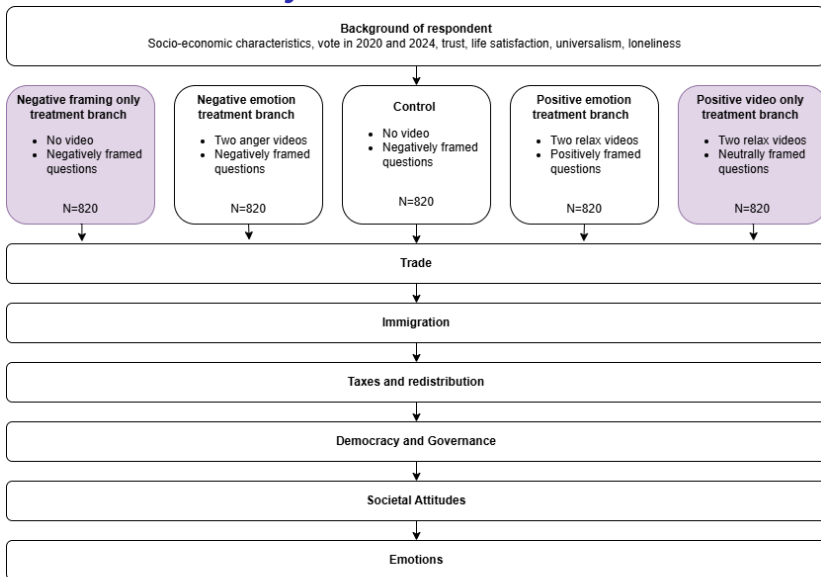 Background of respondent
Socio-economic characteristics, vote in 2020 and 2024, trust, life satisfaction, universalism, loneliness
Negative framing only
treatment branch
• No video
• Negatively framed
questions
N=820
Negative emotion
treatment branch
• Two anger videos
• Negatively framed
questions
N=820
Control
• No video
• Negatively framed
questions
N=820
Positive emotion
treatment branch
• Two relax videos
• Positively framed
questions
N=820
Positive video only
treatment branch
• Two relax videos
• Neutrally framed
questions
N=820
Trade
Immigration
Taxes and redistribution
Democracy and Governance
Societal Attitudes
Emotions